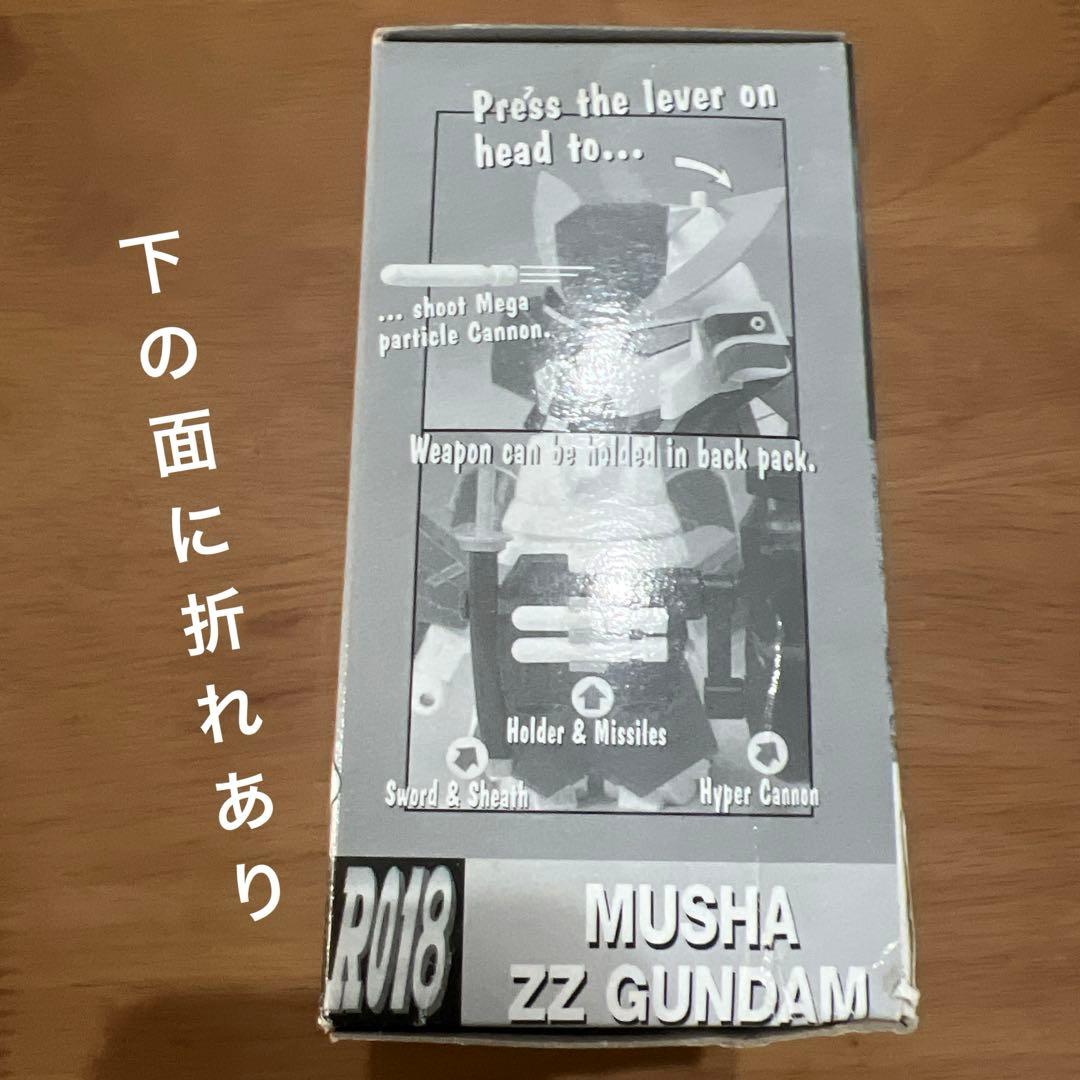 Press the lever on
head to...
... shoot Mega
particle Cannon.
Weapon can be holded in back pack.
Holder & Missiles
Sword & Sheath
Hyper Cannon
R018
MUSHA
ZZ GUNDAM
下の面に折れあり